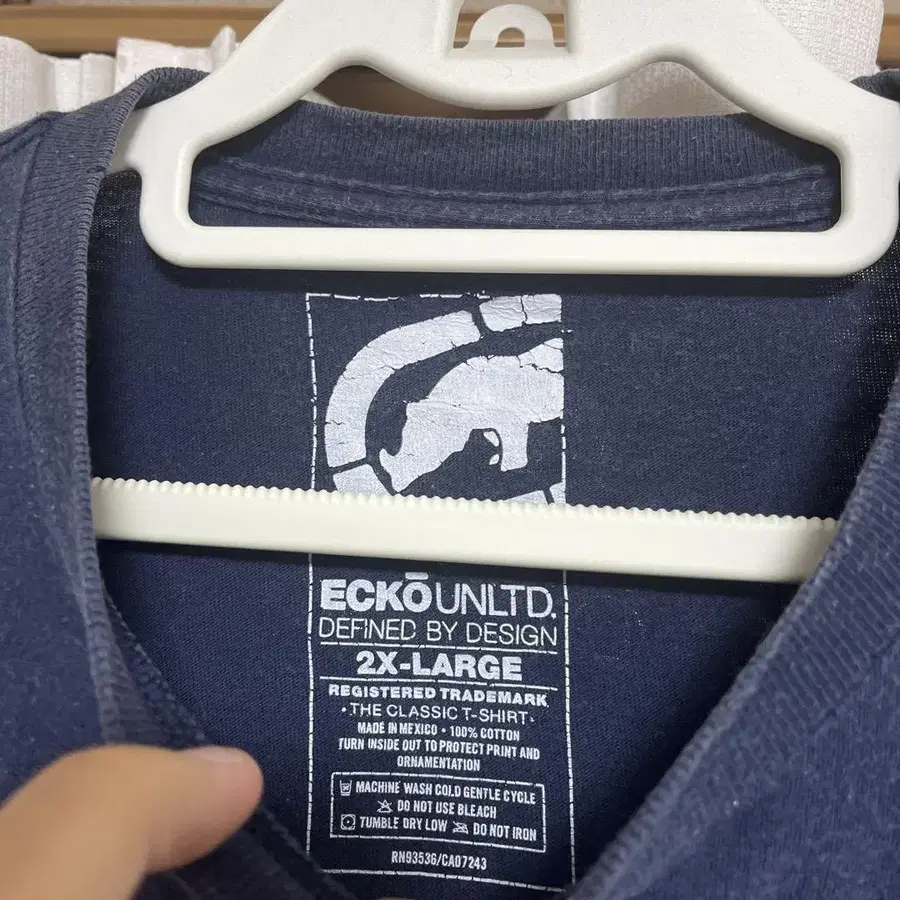 ECKŌ UNLTD.
DEFINED BY DESIGN
2X-LARGE
REGISTERED TRADEMARK
• THE CLASSIC T-SHIRT •
MADE IN MEXICO • 100% COTTON
TURN INSIDE OUT TO PROTECT PRINT AND
ORNAMENTATION
MACHINE WASH COLD GENTLE CYCLE
DO NOT USE BLEACH
TUMBLE DRY LOW DO NOT IRON
RN93536/CA07243